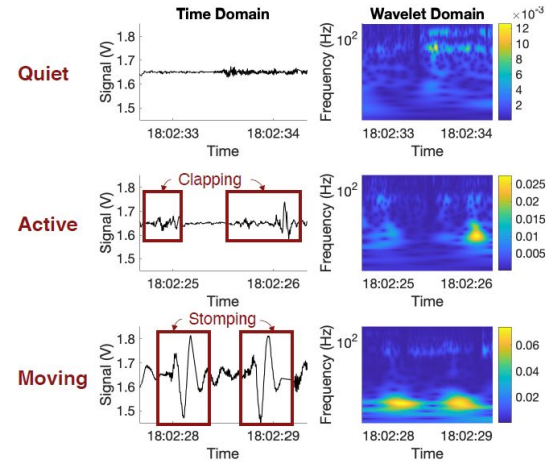 Time Domain
Wavelet Domain
Quiet
Signal (V)
1.8
1.7
1.6
1.5
18:02:33 18:02:34
Time
Frequency (Hz)
10²
18:02:33 18:02:34
Time
×10⁻³
12
10
8
6
4
2
Active
Clapping
Signal (V)
1.8
1.7
1.6
1.5
18:02:25 18:02:26
Time
Frequency (Hz)
10²
18:02:25 18:02:26
Time
0.025
0.02
0.015
0.01
0.005
Moving
Stomping
Signal (V)
1.8
1.7
1.6
1.5
18:02:28 18:02:29
Time
Frequency (Hz)
10²
18:02:28 18:02:29
Time
0.06
0.04
0.02